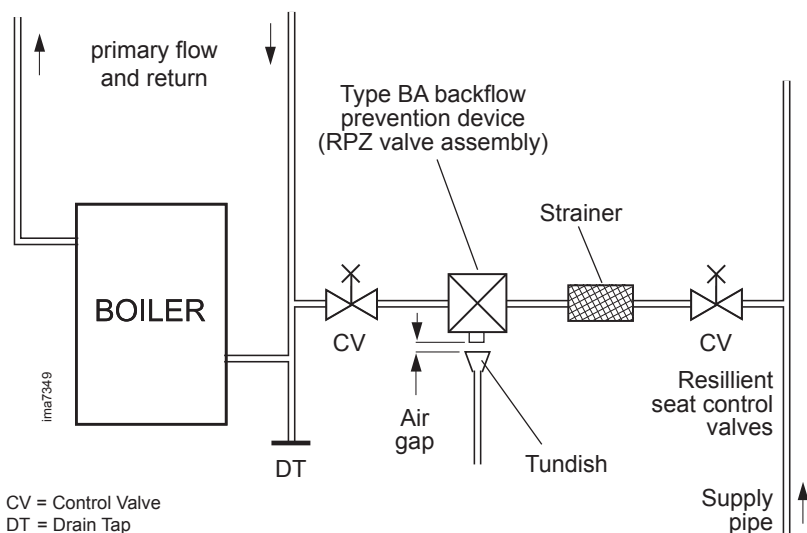 primary flow
and return
Type BA backflow
prevention device
(RPZ valve assembly)
Strainer
BOILER
CV
CV
ima7349
Air
gap
Resillient
seat control
valves
Tundish
DT
CV = Control Valve
DT = Drain Tap
Supply
pipe